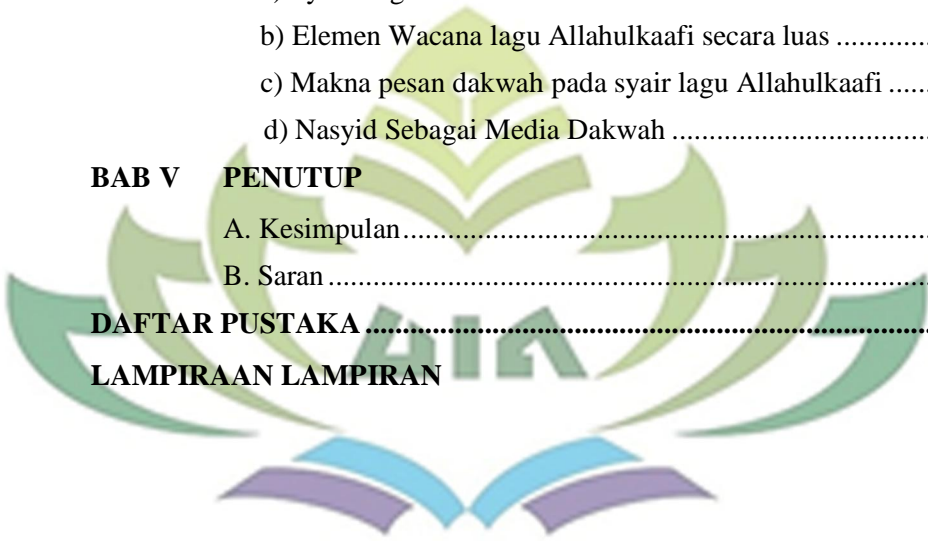 b) Elemen Wacana lagu Allahulkaafi secara luas ..............
c) Makna pesan dakwah pada syair lagu Allahulkaafi ......
d) Nasyid Sebagai Media Dakwah ...................................
BAB V PENUTUP
A. Kesimpulan.......................................................................
B. Saran .................................................................................
DAFTAR PUSTAKA ............................................................................
LAMPIRAAN LAMPIRAN